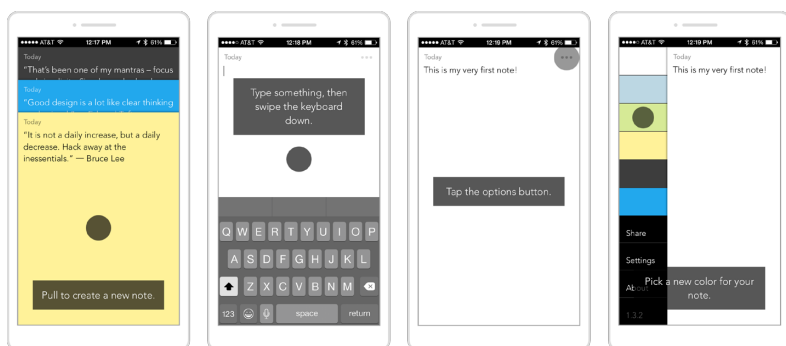 AT&T 12:17 PM 61%
Today
"That's been one of my mantras – focus
Today
"Good design is a lot like clear thinking
Today
"It is not a daily increase, but a daily
decrease. Hack away at the
inessentials." — Bruce Lee
Pull to create a new note.
AT&T 12:18 PM 61%
Today
Type something, then
swipe the keyboard
down.
Q W E R T Y U I O P
A S D F G H J K L
Z X C V B N M
123 space return
AT&T 12:19 PM 61%
Today
This is my very first note!
Tap the options button.
AT&T 12:19 PM 61%
Today
This is my very first note!
Share
Settings
About
Pick a new color for your
note.
1.3.2